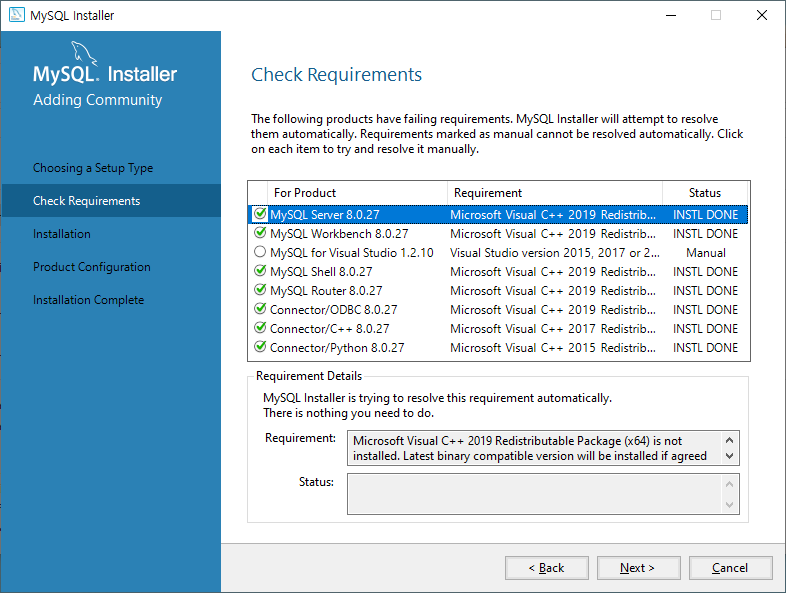 MySQL Installer
MySQL® Installer
Adding Community
Choosing a Setup Type
Check Requirements
Installation
Product Configuration
Installation Complete
Check Requirements
The following products have failing requirements. MySQL Installer will attempt to resolve
them automatically. Requirements marked as manual cannot be resolved automatically. Click
on each item to try and resolve it manually.
For Product Requirement Status
MySQL Server 8.0.27 Microsoft Visual C++ 2019 Redistrib... INSTL DONE
MySQL Workbench 8.0.27 Microsoft Visual C++ 2019 Redistrib... INSTL DONE
MySQL for Visual Studio 1.2.10 Visual Studio version 2015, 2017 or 2... Manual
MySQL Shell 8.0.27 Microsoft Visual C++ 2019 Redistrib... INSTL DONE
MySQL Router 8.0.27 Microsoft Visual C++ 2019 Redistrib... INSTL DONE
Connector/ODBC 8.0.27 Microsoft Visual C++ 2019 Redistrib... INSTL DONE
Connector/C++ 8.0.27 Microsoft Visual C++ 2017 Redistrib... INSTL DONE
Connector/Python 8.0.27 Microsoft Visual C++ 2015 Redistrib... INSTL DONE
Requirement Details
MySQL Installer is trying to resolve this requirement automatically.
There is nothing you need to do.
Requirement: Microsoft Visual C++ 2019 Redistributable Package (x64) is not
installed. Latest binary compatible version will be installed if agreed
Status:
< Back Next > Cancel